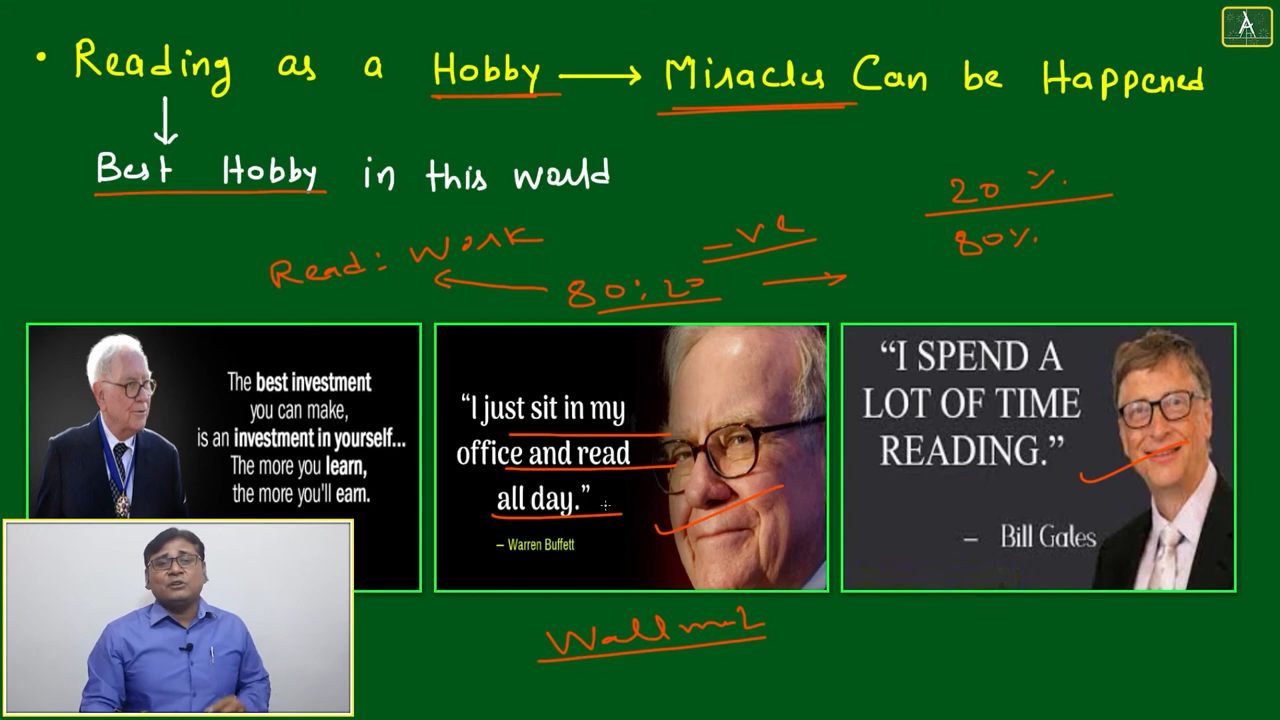 • Reading as a Hobby → Miracles Can be Happened
↓
Best Hobby in this world
20 %.
80%.
Read: Work
=ve
← 80:20 →
The best investment
you can make,
is an investment in yourself...
The more you learn,
the more you'll earn.
“I just sit in my
office and read
all day.”
– Warren Buffett
“I SPEND A
LOT OF TIME
READING.”
– Bill Gales